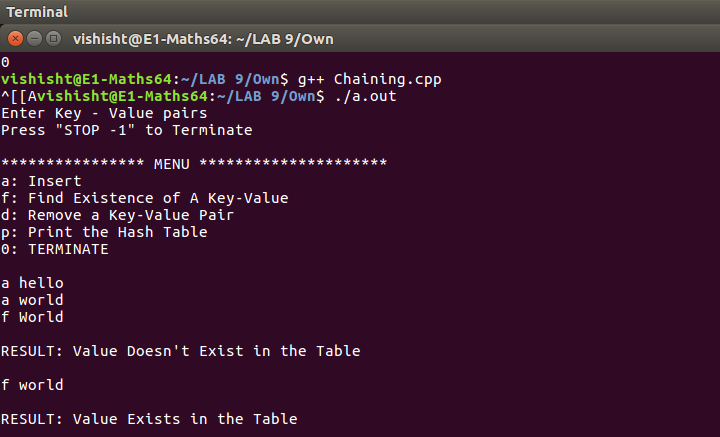 Terminal
vishisht@E1-Maths64: ~/LAB 9/Own
0
vishisht@E1-Maths64:~/LAB 9/Own$ g++ Chaining.cpp
^[[Avishisht@E1-Maths64:~/LAB 9/Own$ ./a.out
Enter Key - Value pairs
Press "STOP -1" to Terminate
**************** MENU *********************
a: Insert
f: Find Existence of A Key-Value
d: Remove a Key-Value Pair
p: Print the Hash Table
0: TERMINATE
a hello
a world
f World
RESULT: Value Doesn't Exist in the Table
f world
RESULT: Value Exists in the Table